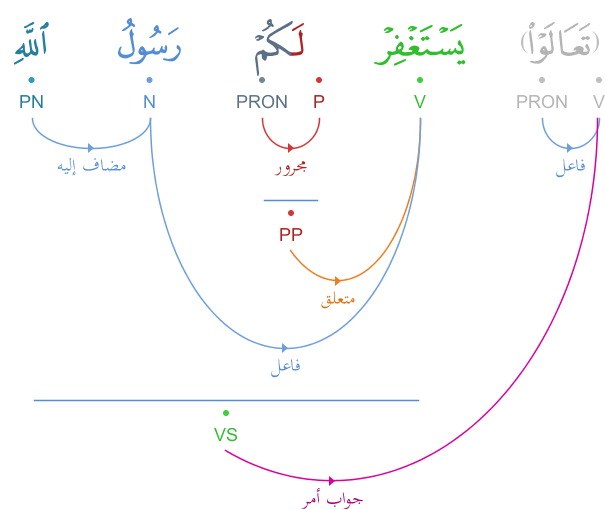 (تَعَالَوْا۟) يَسْتَغْفِرْ لَكُمْ رَسُولُ ٱللَّهِ
V PRON V P PRON N PN
فاعل مجرور مضاف إليه
PP
متعلق
فاعل
VS
جواب أمر